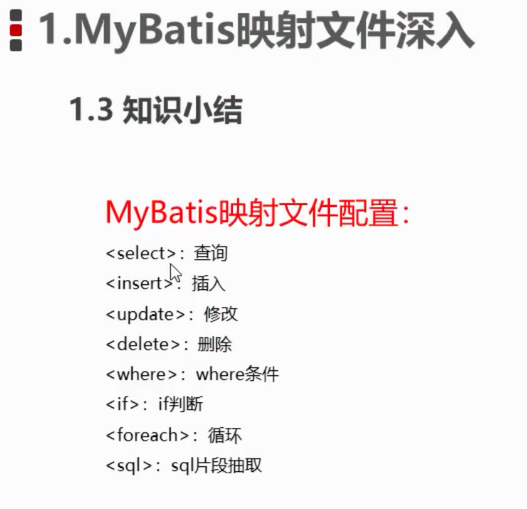 1.MyBatis映射文件深入
1.3 知识小结
MyBatis映射文件配置：
<select>：查询
<insert>：插入
<update>：修改
<delete>：删除
<where>：where条件
<if>：if判断
<foreach>：循环
<sql>：sql片段抽取